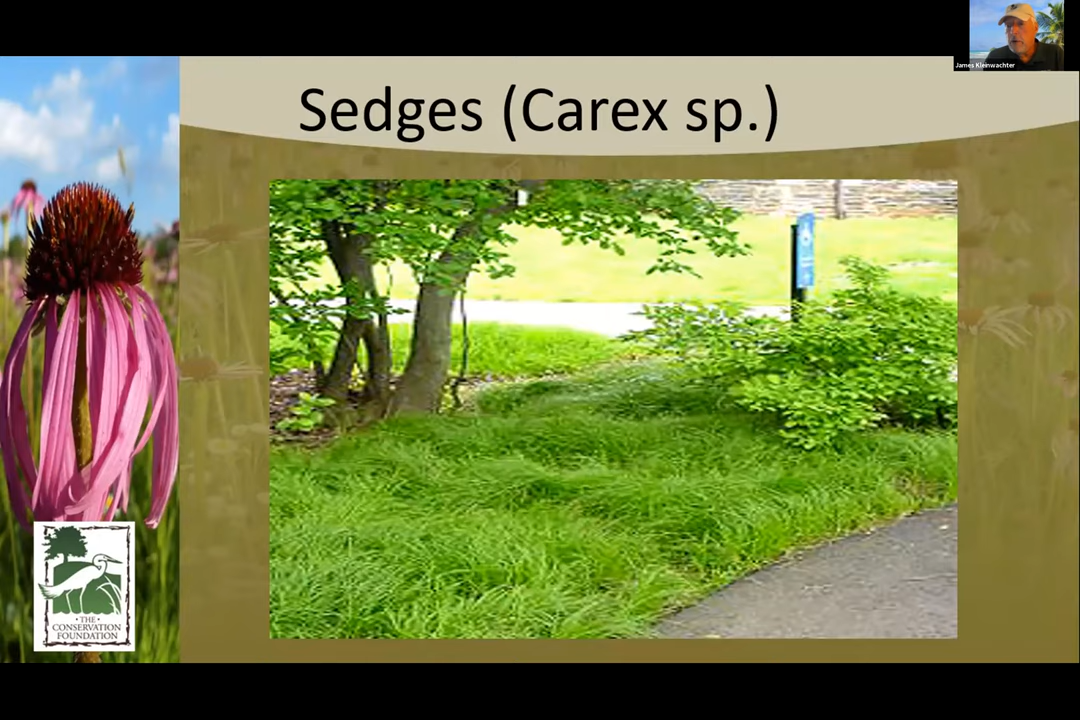 James Kleinwachter
Sedges (Carex sp.)
• THE •
CONSERVATION
FOUNDATION